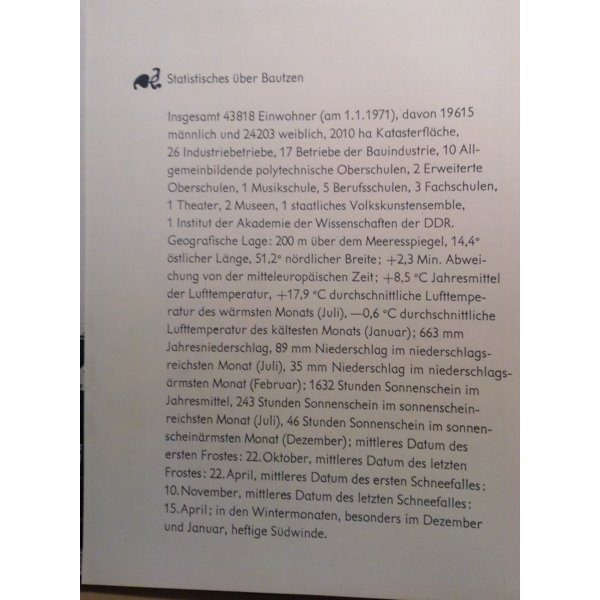 Statistisches über Bautzen
Insgesamt 43818 Einwohner (am 1.1.1971), davon 19615
männlich und 24203 weiblich, 2010 ha Katasterfläche,
26 Industriebetriebe, 17 Betriebe der Bauindustrie, 10 All-
gemeinbildende polytechnische Oberschulen, 2 Erweiterte
Oberschulen, 1 Musikschule, 5 Berufsschulen, 3 Fachschulen,
1 Theater, 2 Museen, 1 staatliches Volkskunstensemble,
1 Institut der Akademie der Wissenschaften der DDR.
Geografische Lage: 200 m über dem Meeresspiegel, 14,4°
östlicher Länge, 51,2° nördlicher Breite; +2,3 Min. Abwei-
chung von der mitteleuropäischen Zeit; +8,5 °C Jahresmittel
der Lufttemperatur, +17,9 °C durchschnittliche Lufttempe-
ratur des wärmsten Monats (Juli), —0,6 °C durchschnittliche
Lufttemperatur des kältesten Monats (Januar); 663 mm
Jahresniederschlag, 89 mm Niederschlag im niederschlags-
reichsten Monat (Juli), 35 mm Niederschlag im niederschlags-
ärmsten Monat (Februar); 1632 Stunden Sonnenschein im
Jahresmittel, 243 Stunden Sonnenschein im sonnenschein-
reichsten Monat (Juli), 46 Stunden Sonnenschein im sonnen-
scheinärmsten Monat (Dezember); mittleres Datum des
ersten Frostes: 22. Oktober, mittleres Datum des letzten
Frostes: 22. April, mittleres Datum des ersten Schneefalles:
10. November, mittleres Datum des letzten Schneefalles:
15. April; in den Wintermonaten, besonders im Dezember
und Januar, heftige Südwinde.